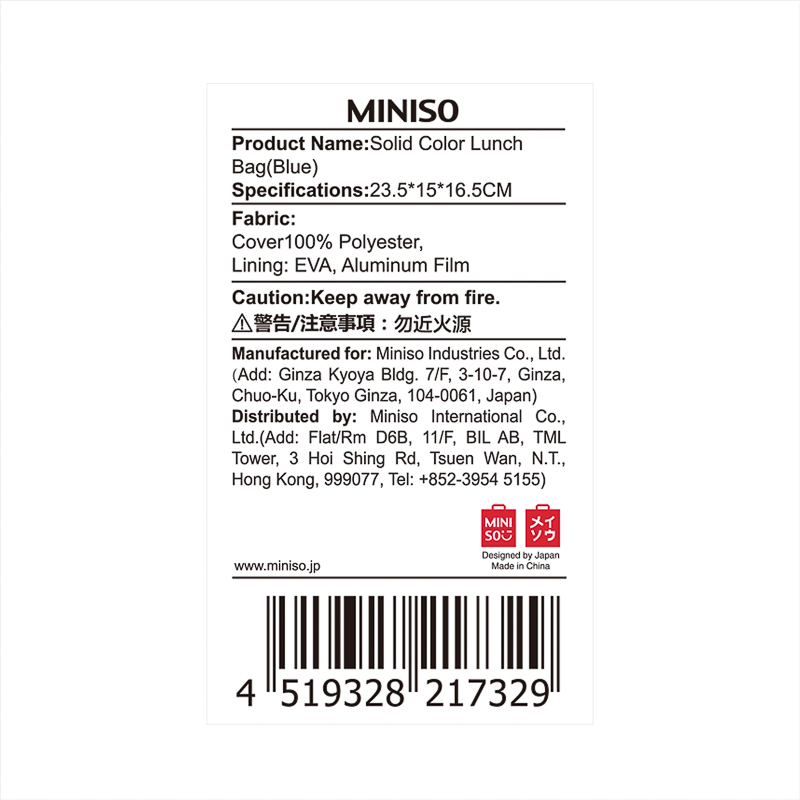 MINISO
Product Name:Solid Color Lunch
Bag(Blue)
Specifications:23.5*15*16.5CM
Fabric:
Cover100% Polyester,
Lining: EVA, Aluminum Film
Caution:Keep away from fire.
⚠警告/注意事項：勿近火源
Manufactured for: Miniso Industries Co., Ltd.
(Add: Ginza Kyoya Bldg. 7/F, 3-10-7, Ginza,
Chuo-Ku, Tokyo Ginza, 104-0061, Japan)
Distributed by: Miniso International Co.,
Ltd.(Add: Flat/Rm D6B, 11/F, BIL AB, TML
Tower, 3 Hoi Shing Rd, Tsuen Wan, N.T.,
Hong Kong, 999077, Tel: +852-3954 5155)
MINI
SO
メイ
ソウ
Designed by Japan
Made in China
www.miniso.jp
4 519328 217329